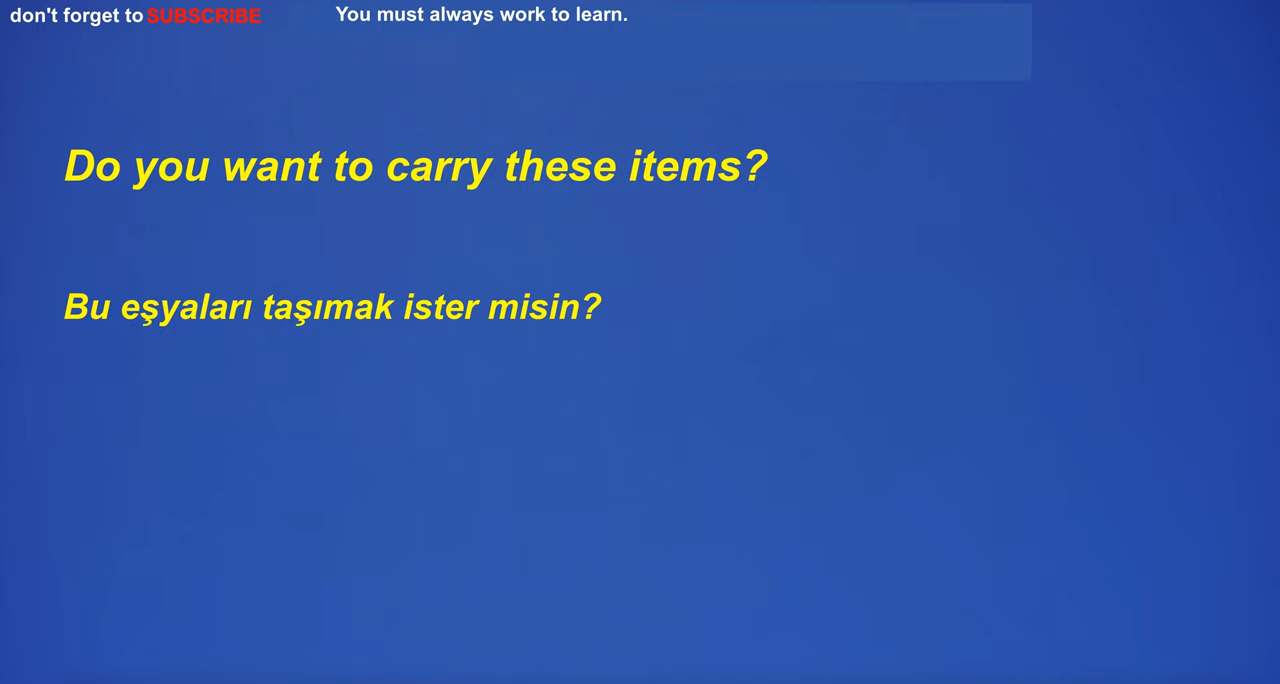 don't forget to SUBSCRIBE You must always work to learn.
Do you want to carry these items?
Bu eşyaları taşımak ister misin?